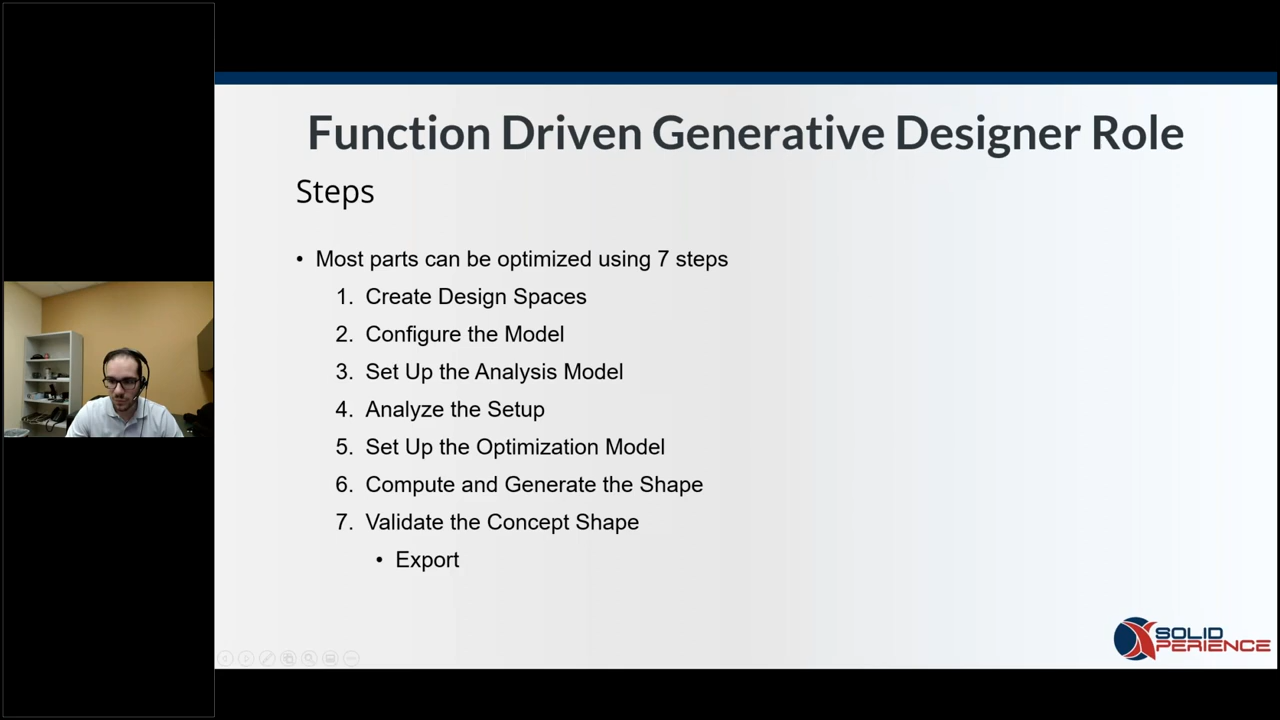 Function Driven Generative Designer Role
Steps
• Most parts can be optimized using 7 steps
1. Create Design Spaces
2. Configure the Model
3. Set Up the Analysis Model
4. Analyze the Setup
5. Set Up the Optimization Model
6. Compute and Generate the Shape
7. Validate the Concept Shape
• Export
SOLID
XPERIENCE